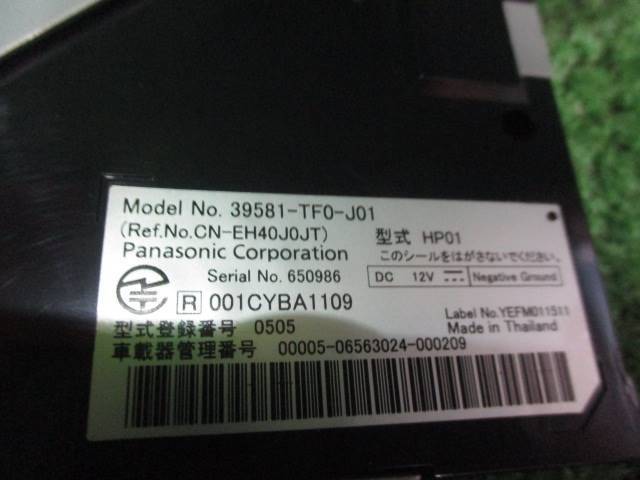 Model No. 39581-TF0-J01
(Ref.No.CN-EH40J0JT) 型式 HP01
Panasonic Corporation このシールをはがさないでください。
Serial No. 650986 DC 12V Negative Ground
R 001CYBA1109 Label No.YEFM011511
型式登録番号 0505 Made in Thailand
車載器管理番号 00005-06563024-000209